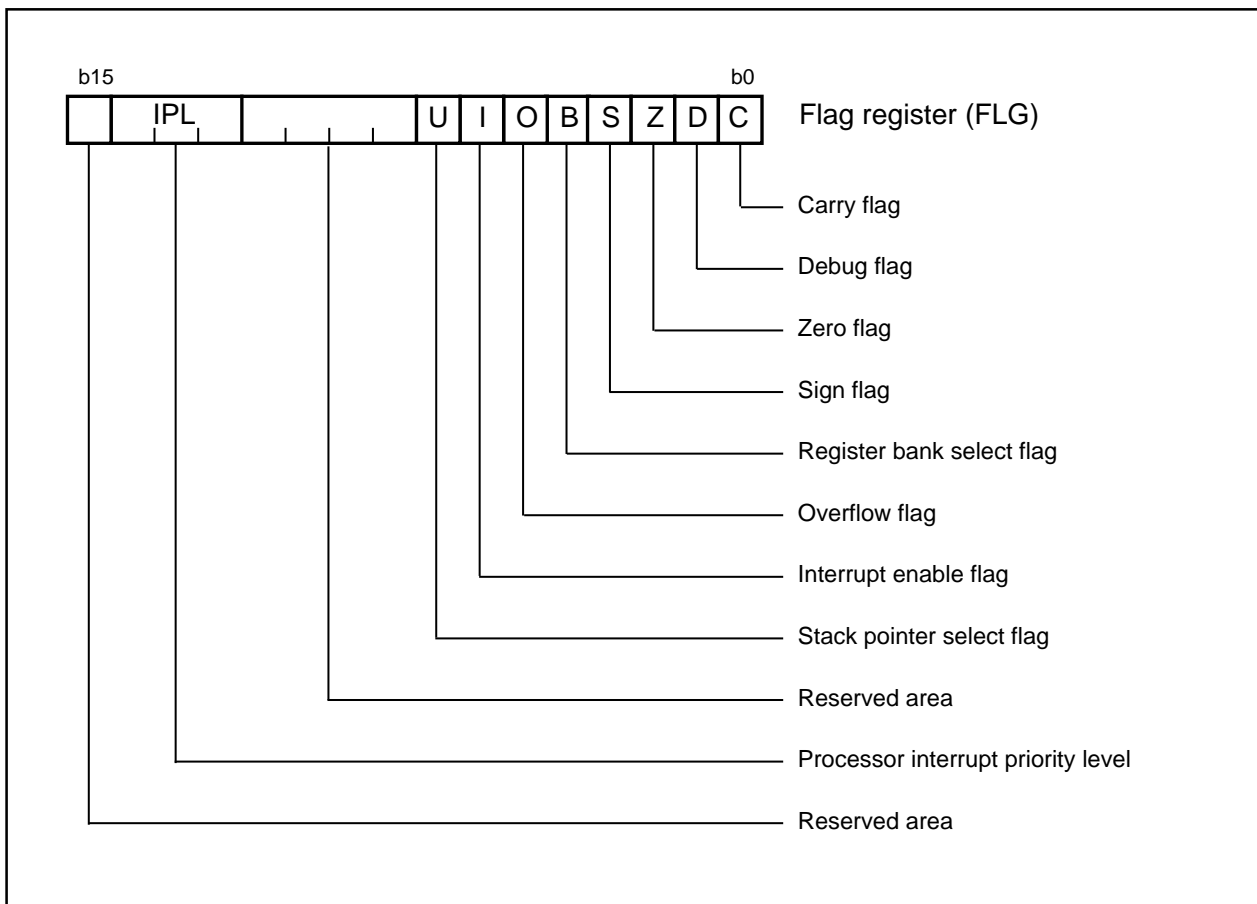 b15 b0
IPL U I O B S Z D C Flag register (FLG)
Carry flag
Debug flag
Zero flag
Sign flag
Register bank select flag
Overflow flag
Interrupt enable flag
Stack pointer select flag
Reserved area
Processor interrupt priority level
Reserved area